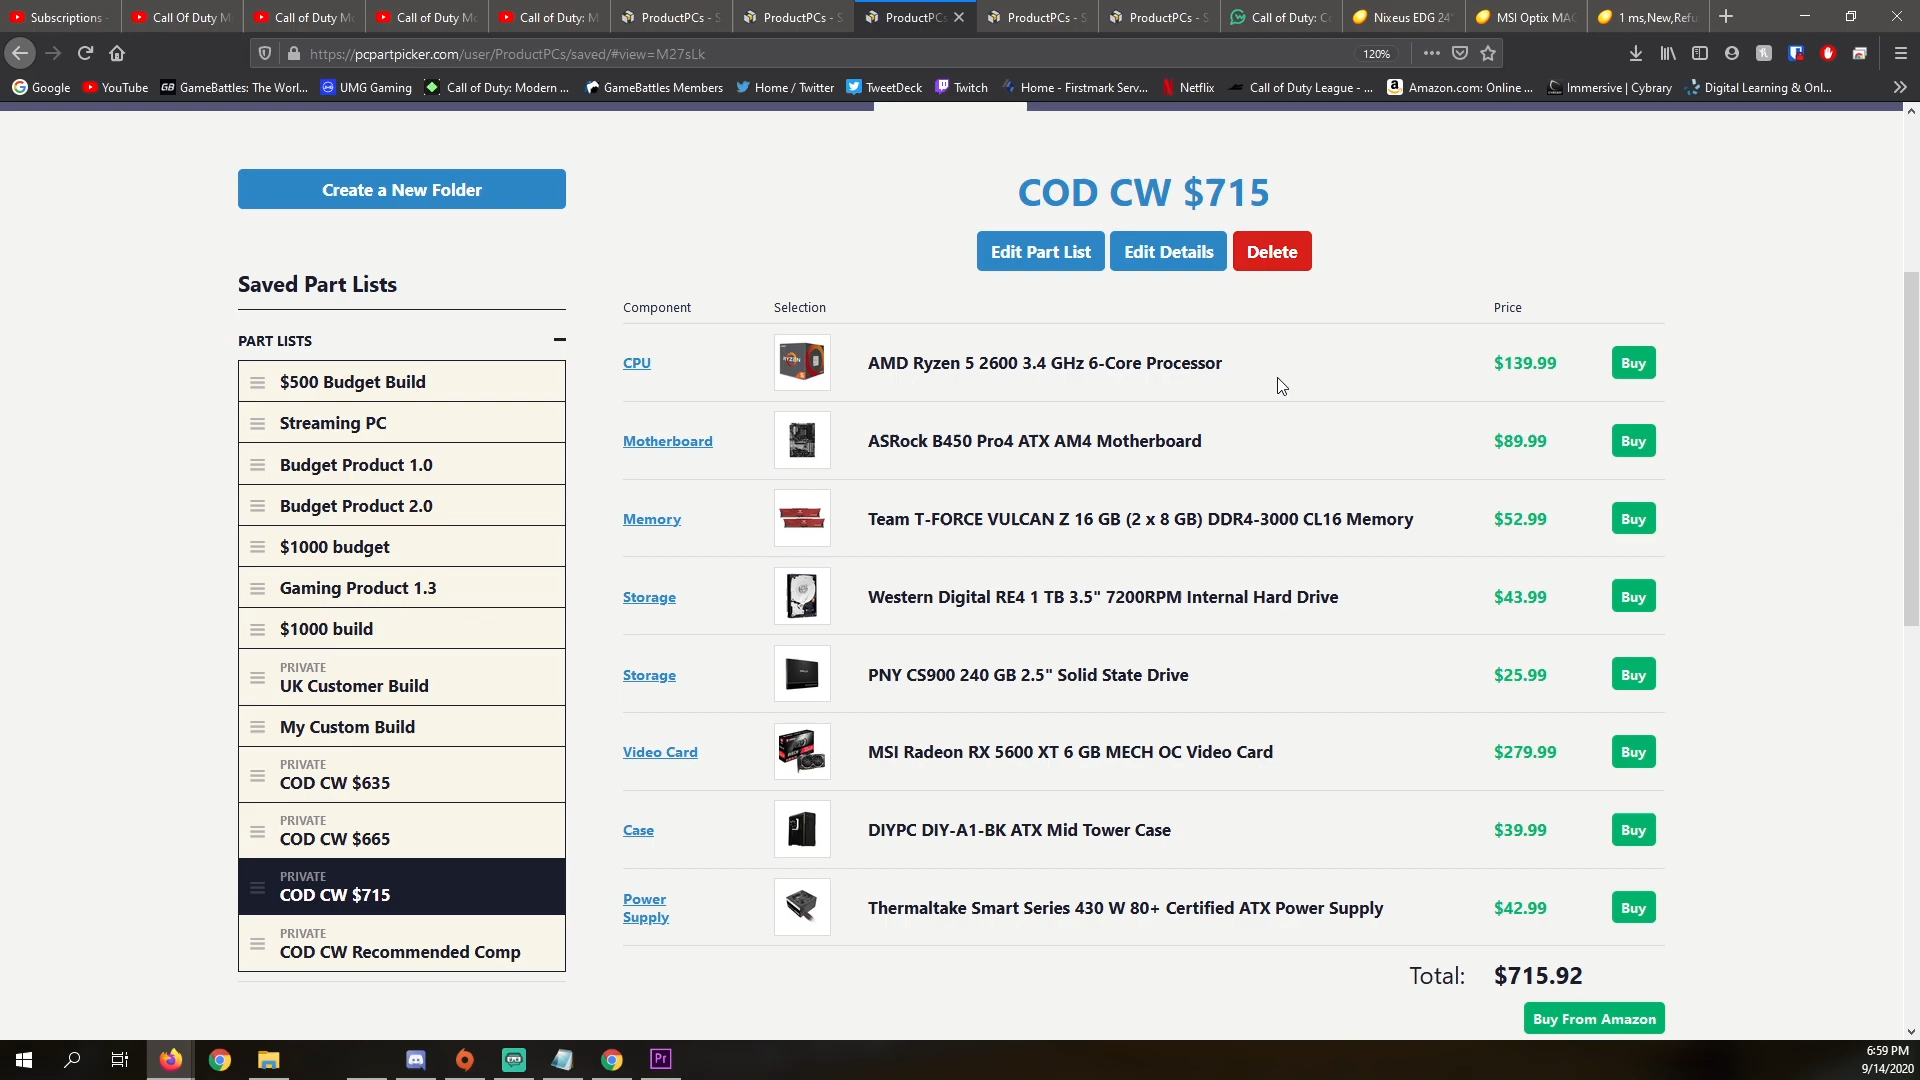 Subscriptions
Call Of Duty M
Call of Duty Mo
Call of Duty Mo
Call of Duty: M
ProductPCs - S
ProductPCs - S
ProductPCs
ProductPCs - S
ProductPCs - S
Call of Duty: C
Nixeus EDG 24"
MSI Optix MAG
1 ms,New,Refu
https://pcpartpicker.com/user/ProductPCs/saved/#view=M27sLk
120%
Google
YouTube
GameBattles: The Worl...
UMG Gaming
Call of Duty: Modern ...
GameBattles Members
Home / Twitter
TweetDeck
Twitch
Home - Firstmark Serv...
Netflix
Call of Duty League - ...
Amazon.com: Online ...
Immersive | Cybrary
Digital Learning & Onl...
Create a New Folder
COD CW $715
Edit Part List
Edit Details
Delete
Saved Part Lists
PART LISTS
$500 Budget Build
Streaming PC
Budget Product 1.0
Budget Product 2.0
$1000 budget
Gaming Product 1.3
$1000 build
PRIVATE
UK Customer Build
My Custom Build
PRIVATE
COD CW $635
PRIVATE
COD CW $665
PRIVATE
COD CW $715
PRIVATE
COD CW Recommended Comp
Component Selection Price
CPU AMD Ryzen 5 2600 3.4 GHz 6-Core Processor $139.99 Buy
Motherboard ASRock B450 Pro4 ATX AM4 Motherboard $89.99 Buy
Memory Team T-FORCE VULCAN Z 16 GB (2 x 8 GB) DDR4-3000 CL16 Memory $52.99 Buy
Storage Western Digital RE4 1 TB 3.5" 7200RPM Internal Hard Drive $43.99 Buy
Storage PNY CS900 240 GB 2.5" Solid State Drive $25.99 Buy
Video Card MSI Radeon RX 5600 XT 6 GB MECH OC Video Card $279.99 Buy
Case DIYPC DIY-A1-BK ATX Mid Tower Case $39.99 Buy
Power
Supply
Thermaltake Smart Series 430 W 80+ Certified ATX Power Supply $42.99 Buy
Total: $715.92
Buy From Amazon
Pr
6:59 PM
9/14/2020